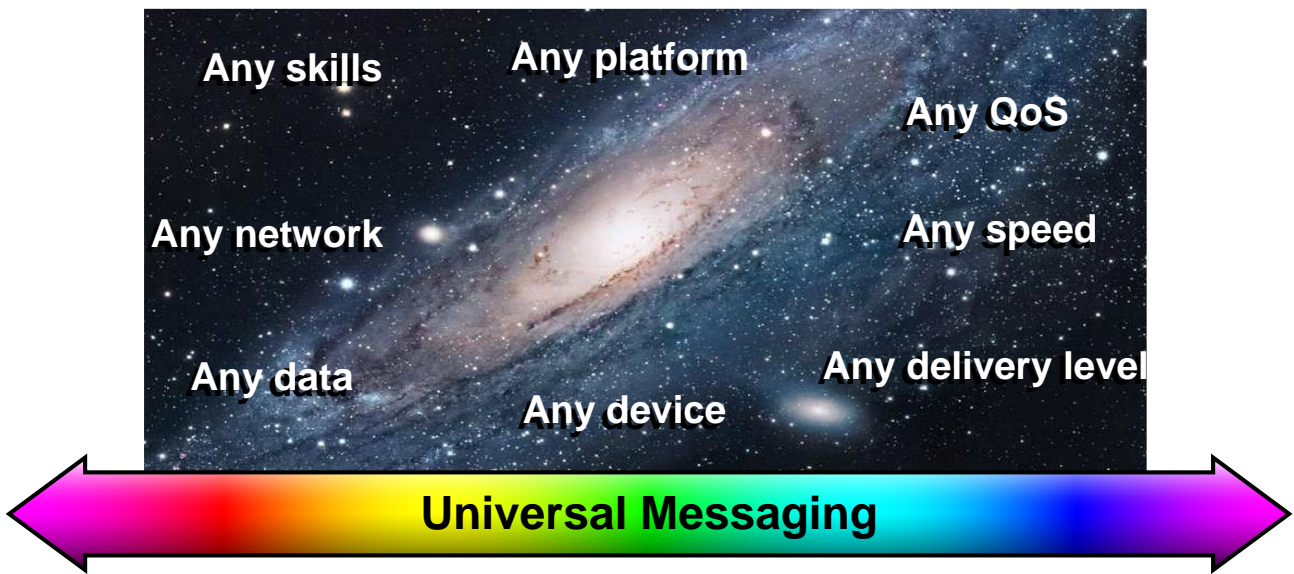 Any skills
Any platform
Any QoS
Any network
Any speed
Any data
Any delivery level
Any device
Universal Messaging